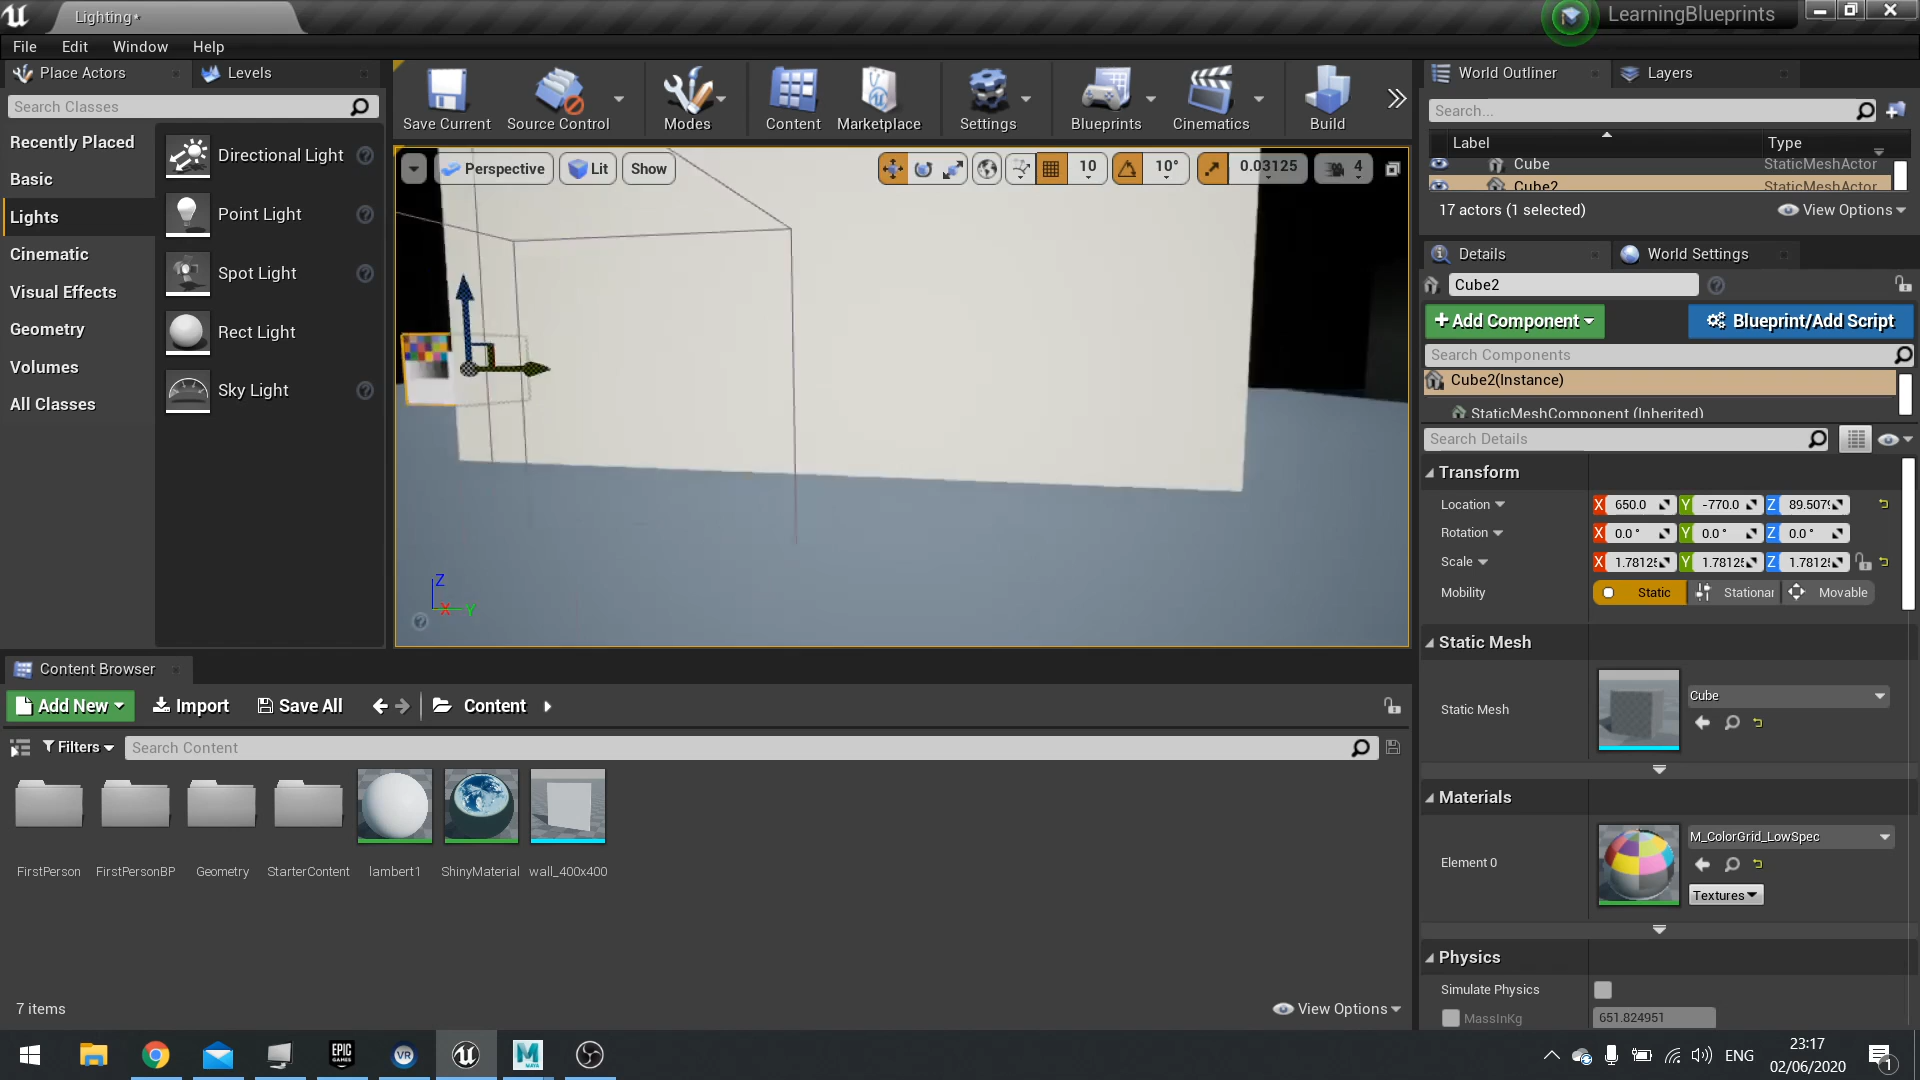 Lighting*
LearningBlueprints
File Edit Window Help
Place Actors
Levels
Search Classes
Recently Placed
Basic
Lights
Cinematic
Visual Effects
Geometry
Volumes
All Classes
Directional Light
Point Light
Spot Light
Rect Light
Sky Light
Save Current
Source Control
Modes
Content
Marketplace
Settings
Blueprints
Cinematics
Build
Perspective
Lit
Show
10
10°
0.03125
4
Z
X
Y
World Outliner
Layers
Search...
Label Type
Cube StaticMeshActor
Cube2 StaticMeshActor
17 actors (1 selected)
View Options
Details
World Settings
Cube2
+Add Component
Blueprint/Add Script
Search Components
Cube2(Instance)
StaticMeshComponent (Inherited)
Search Details
Transform
Location X 650.0 Y -770.0 Z 89.5079
Rotation X 0.0 ° Y 0.0 ° Z 0.0 °
Scale X 1.7812 Y 1.7812 Z 1.7812
Mobility Static Stationar Movable
Static Mesh
Static Mesh
Cube
Materials
Element 0
M_ColorGrid_LowSpec
Textures
Physics
Simulate Physics
MassInKg 651.824951
Content Browser
Add New
Import
Save All
Content
Filters
Search Content
FirstPerson
FirstPersonBP
Geometry
StarterContent
lambert1
ShinyMaterial
wall_400x400
7 items
View Options
EPIC
GAMES
VR
M
MAYA
ENG
23:17
02/06/2020
1